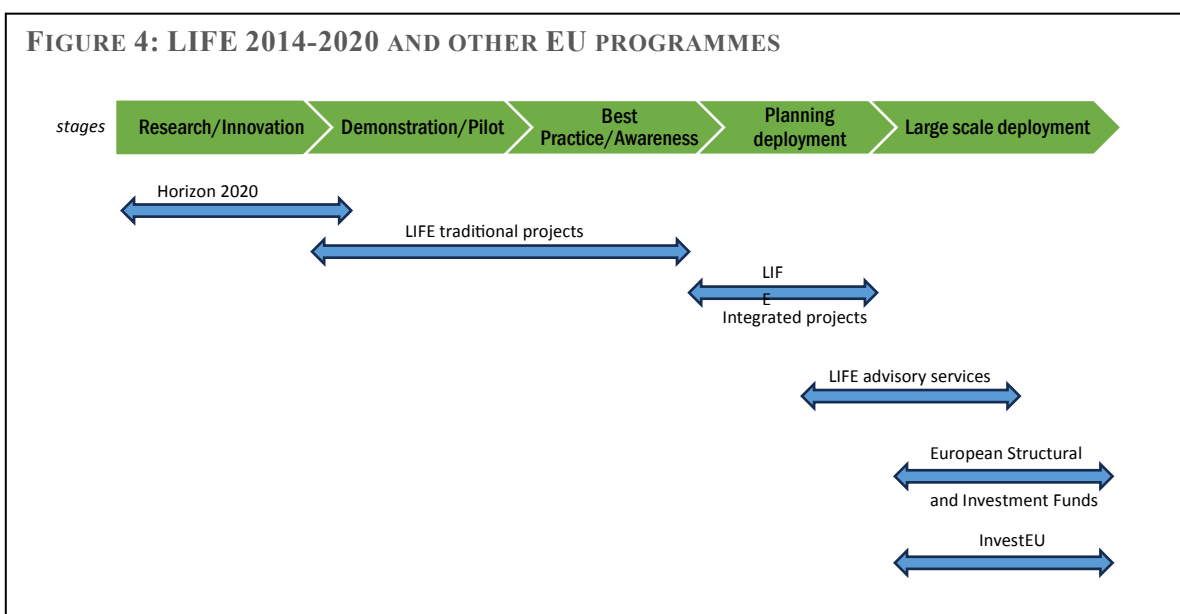 FIGURE 4: LIFE 2014-2020 AND OTHER EU PROGRAMMES
stages
Research/Innovation
Demonstration/Pilot
Best
Practice/Awareness
Planning
deployment
Large scale deployment
Horizon 2020
LIFE traditional projects
LIF
E
Integrated projects
LIFE advisory services
European Structural
and Investment Funds
InvestEU